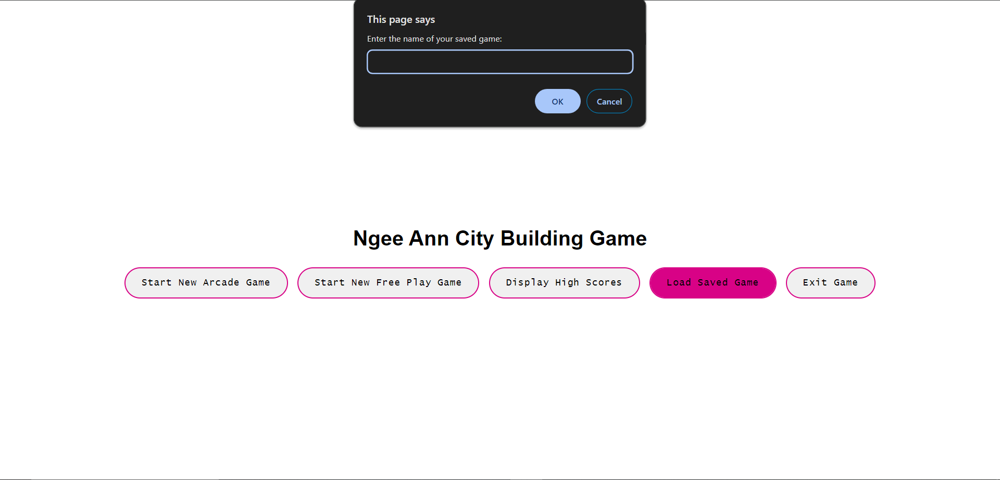 This page says
Enter the name of your saved game:
OK
Cancel
Ngee Ann City Building Game
Start New Arcade Game
Start New Free Play Game
Display High Scores
Load Saved Game
Exit Game